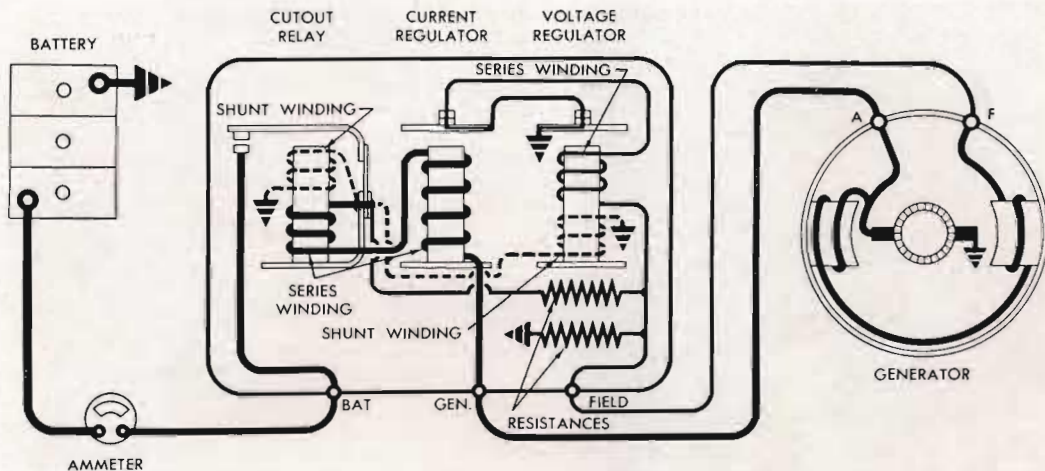 CUTOUT
RELAY
CURRENT
REGULATOR
VOLTAGE
REGULATOR
BATTERY
SERIES WINDING
SHUNT WINDING
A
F
SERIES
WINDING
SHUNT WINDING
GENERATOR
BAT
GEN.
FIELD
RESISTANCES
AMMETER